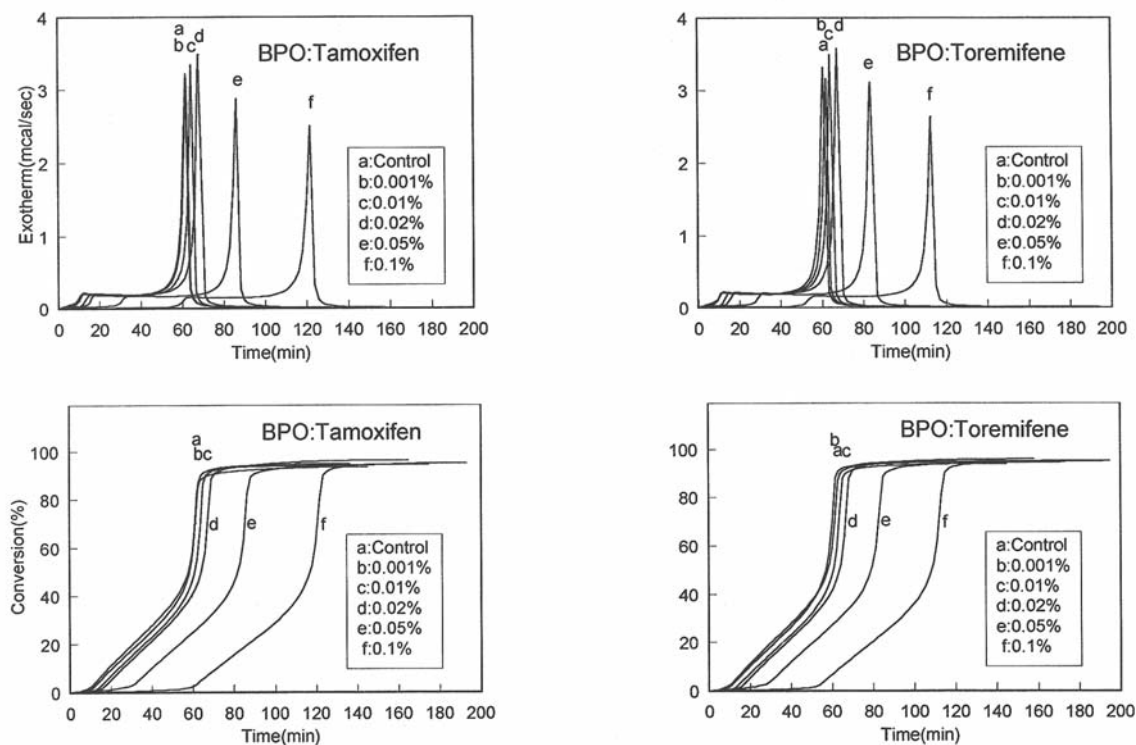 BPO:Tamoxifen
Exotherm(mcal/sec)
4
3
2
1
0
a
b c d
e
f
a:Control
b:0.001%
c:0.01%
d:0.02%
e:0.05%
f:0.1%
0 20 40 60 80 100 120 140 160 180 200
Time(min)
BPO:Toremifene
4
3
2
1
0
b d
c
a
e
f
a:Control
b:0.001%
c:0.01%
d:0.02%
e:0.05%
f:0.1%
0 20 40 60 80 100 120 140 160 180 200
Time(min)
BPO:Tamoxifen
Conversion(%)
100
80
60
40
20
0
a
bc
d e f
a:Control
b:0.001%
c:0.01%
d:0.02%
e:0.05%
f:0.1%
0 20 40 60 80 100 120 140 160 180 200
Time(min)
BPO:Toremifene
100
80
60
40
20
0
b
ac
d e f
a:Control
b:0.001%
c:0.01%
d:0.02%
e:0.05%
f:0.1%
0 20 40 60 80 100 120 140 160 180 200
Time(min)